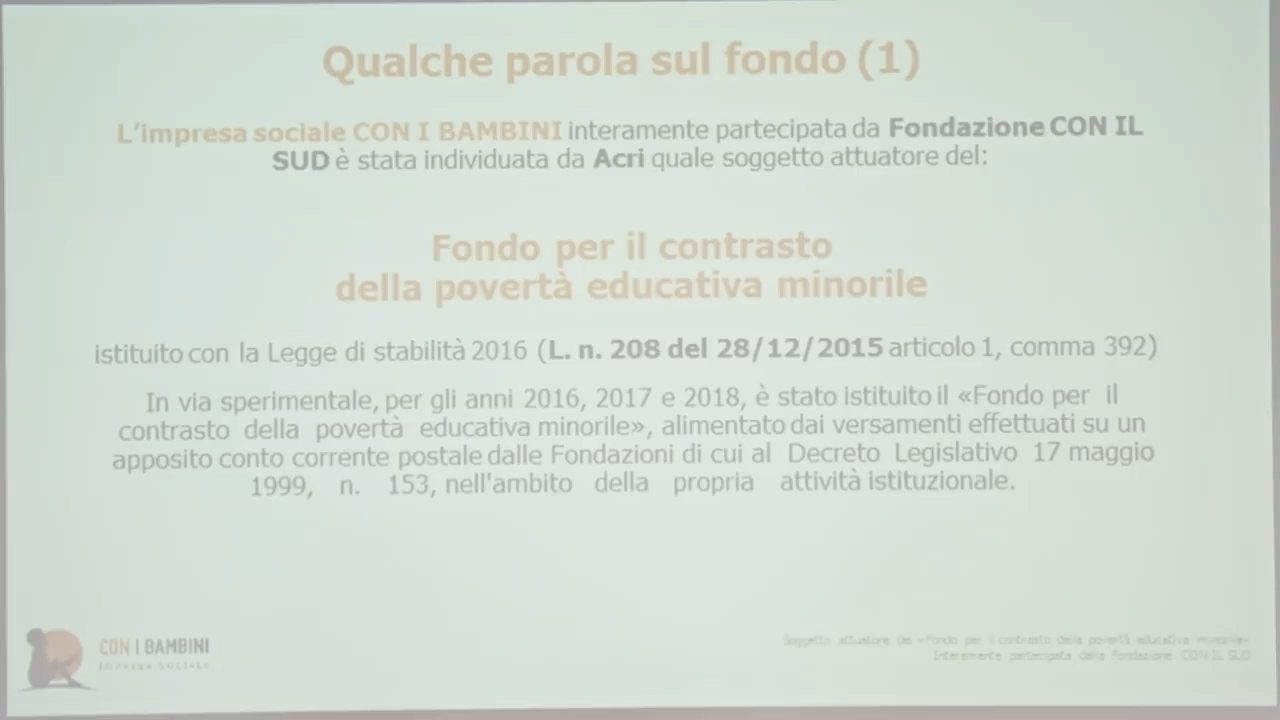 Qualche parola sul fondo (1)
L'impresa sociale CON I BAMBINI interamente partecipata da Fondazione CON IL
SUD è stata individuata da Acri quale soggetto attuatore del:
Fondo per il contrasto
della povertà educativa minorile
istituito con la Legge di stabilità 2016 (L. n. 208 del 28/12/2015 articolo 1, comma 392)
In via sperimentale, per gli anni 2016, 2017 e 2018, è stato istituito il «Fondo per il
contrasto della povertà educativa minorile», alimentato dai versamenti effettuati su un
apposito conto corrente postale dalle Fondazioni di cui al Decreto Legislativo 17 maggio
1999, n. 153, nell'ambito della propria attività istituzionale.
CON I BAMBINI
IMPRESA SOCIALE
Soggetto attuatore del «Fondo per il contrasto della povertà educativa minorile»
Interamente partecipata dalla Fondazione CON IL SUD